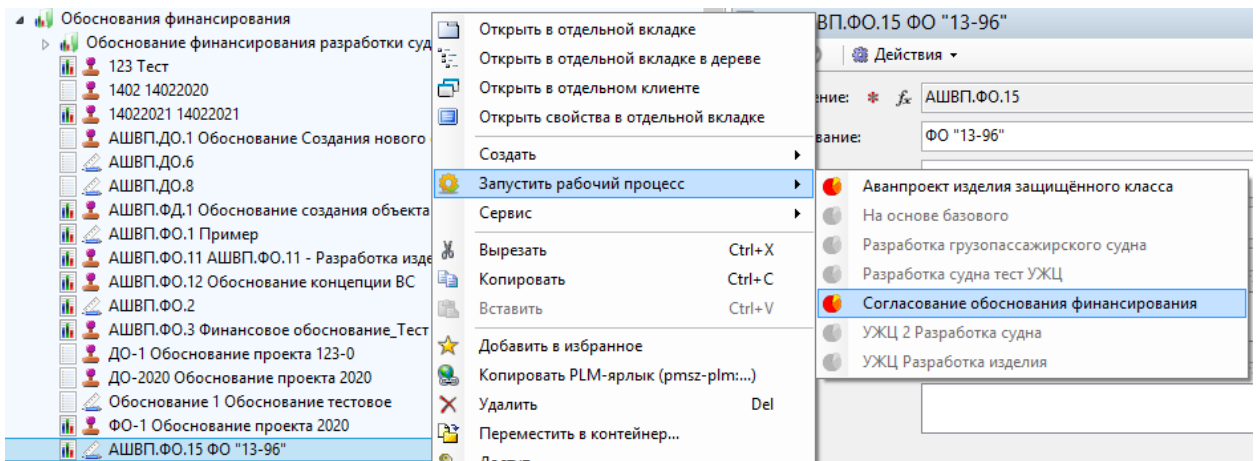 Обоснования финансирования
Обоснование финансирования разработки суд
123 Тест
1402 14022020
14022021 14022021
АШВП.ДО.1 Обоснование Создания нового
АШВП.ДО.6
АШВП.ДО.8
АШВП.ФД.1 Обоснование создания объекта
АШВП.ФО.1 Пример
АШВП.ФО.11 АШВП.ФО.11 - Разработка изде
АШВП.ФО.12 Обоснование концепции ВС
АШВП.ФО.2
АШВП.ФО.3 Финансовое обоснование_Тест
ДО-1 Обоснование проекта 123-0
ДО-2020 Обоснование проекта 2020
Обоснование 1 Обоснование тестовое
ФО-1 Обоснование проекта 2020
АШВП.ФО.15 ФО "13-96"
Открыть в отдельной вкладке
Открыть в отдельной вкладке в дереве
Открыть в отдельном клиенте
Открыть свойства в отдельной вкладке
Создать
Запустить рабочий процесс
Сервис
Вырезать Ctrl+X
Копировать Ctrl+C
Вставить Ctrl+V
Добавить в избранное
Копировать PLM-ярлык (pmsz-plm:...)
Удалить Del
Переместить в контейнер...
ВП.ФО.15 ФО "13-96"
Действия
ение: * fx АШВП.ФО.15
вание: ФО "13-96"
Аванпроект изделия защищённого класса
На основе базового
Разработка грузопассажирского судна
Разработка судна тест УЖЦ
Согласование обоснования финансирования
УЖЦ 2 Разработка судна
УЖЦ Разработка изделия